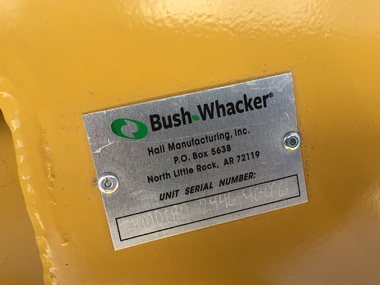 Bush-Whacker®
Hall Manufacturing, Inc.
P.O. Box 5638
North Little Rock, AR 72119
UNIT SERIAL NUMBER: